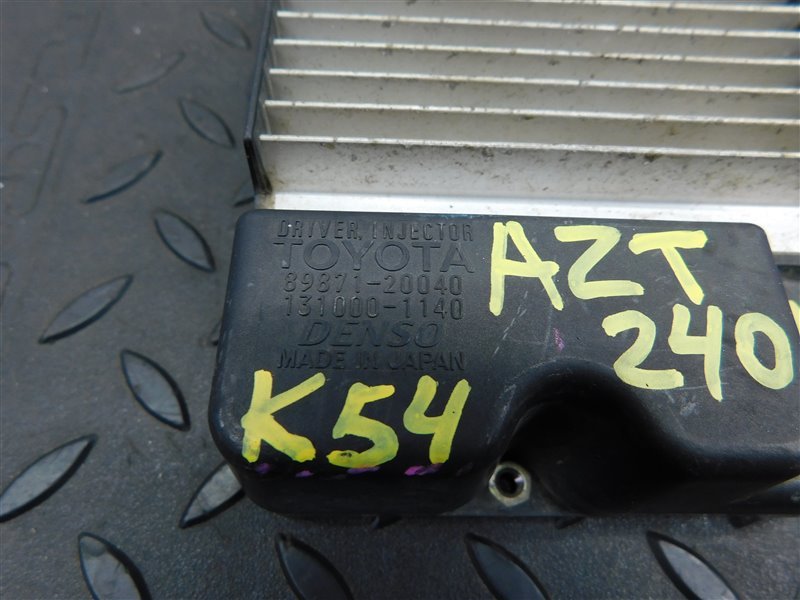 DRIVER, INJECTOR
TOYOTA
89871-20040
131000-1140
DENSO
MADE IN JAPAN
AZT
240
K54